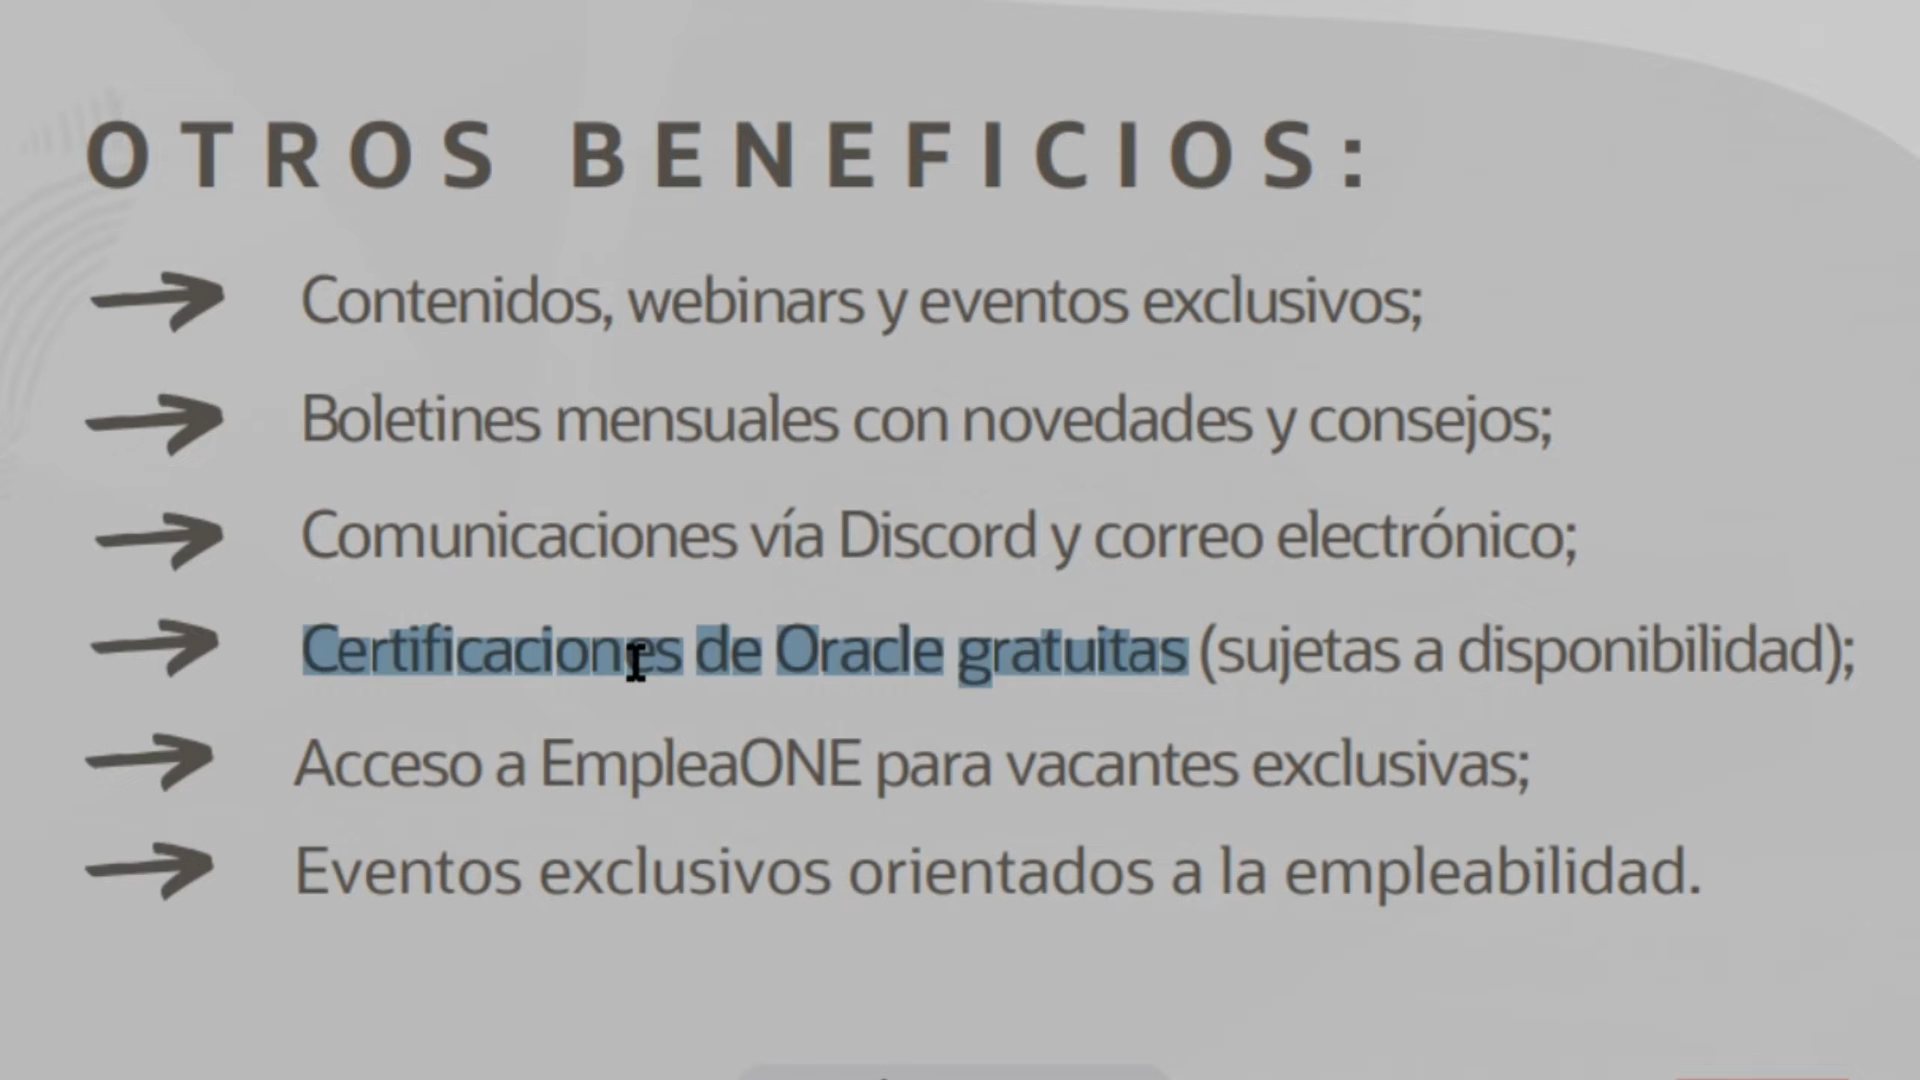 OTROS BENEFICIOS:
Contenidos, webinars y eventos exclusivos;
Boletines mensuales con novedades y consejos;
Comunicaciones vía Discord y correo electrónico;
Certificaciones de Oracle gratuitas (sujetas a disponibilidad);
Acceso a EmpleaONE para vacantes exclusivas;
Eventos exclusivos orientados a la empleabilidad.